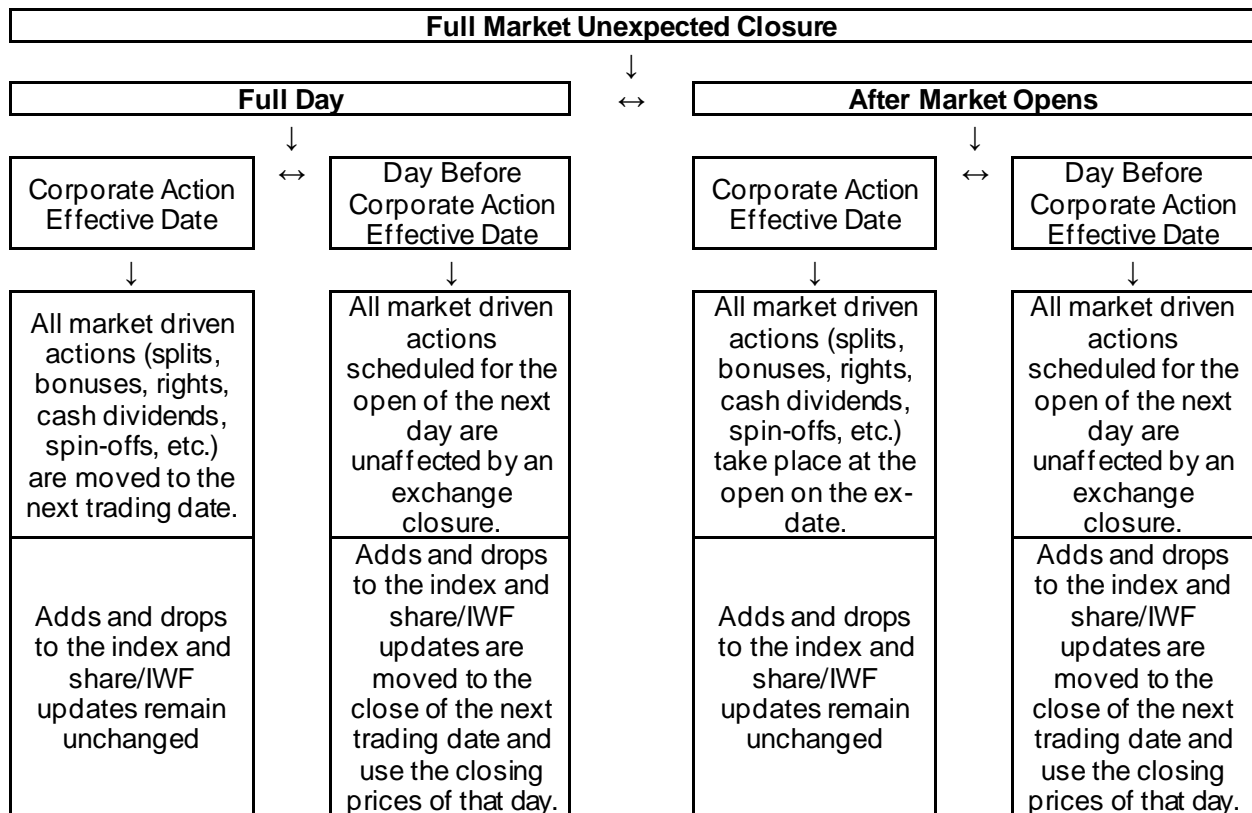 Full Market Unexpected Closure
↓
Full Day
↔
After Market Opens
↓
↓
Corporate Action
Effective Date
↔
Day Before
Corporate Action
Effective Date
Corporate Action
Effective Date
↔
Day Before
Corporate Action
Effective Date
↓
↓
↓
↓
All market driven
actions (splits,
bonuses, rights,
cash dividends,
spin-offs, etc.)
are moved to the
next trading date.
All market driven
actions
scheduled for the
open of the next
day are
unaffected by an
exchange
closure.
All market driven
actions (splits,
bonuses, rights,
cash dividends,
spin-offs, etc.)
take place at the
open on the ex-
date.
All market driven
actions
scheduled for the
open of the next
day are
unaffected by an
exchange
closure.
Adds and drops
to the index and
share/IWF
updates remain
unchanged
Adds and drops
to the index and
share/IWF
updates are
moved to the
close of the next
trading date and
use the closing
prices of that day.
Adds and drops
to the index and
share/IWF
updates remain
unchanged
Adds and drops
to the index and
share/IWF
updates are
moved to the
close of the next
trading date and
use the closing
prices of that day.